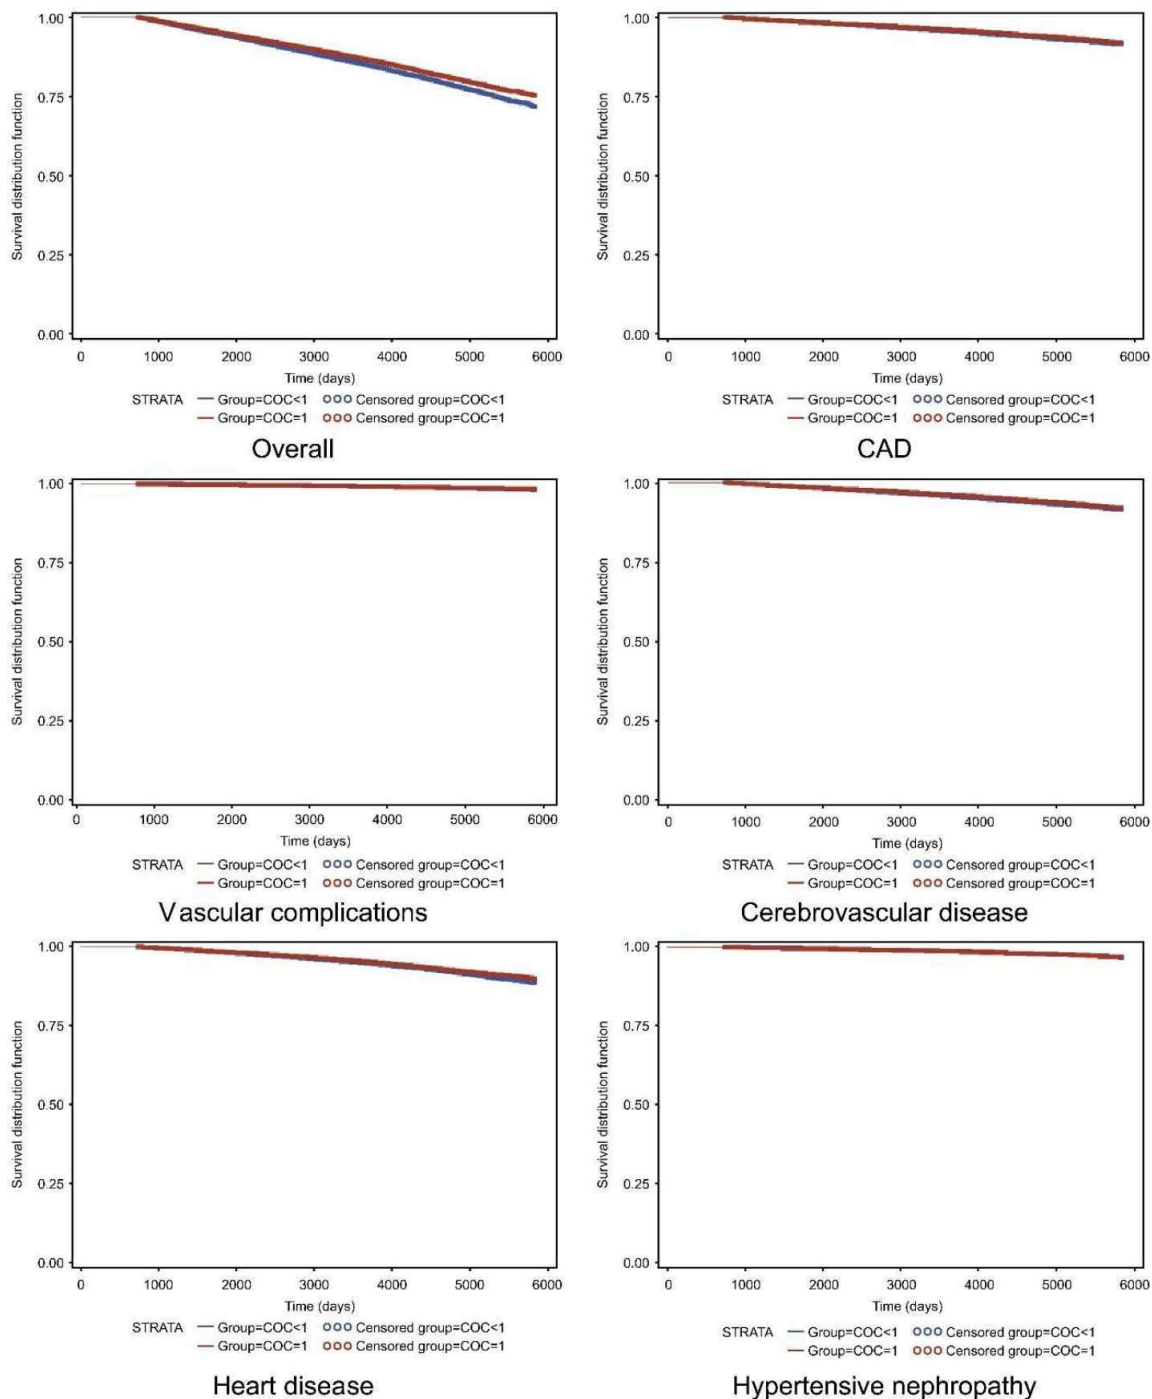 1.00
0.75
0.50
0.25
0.00
Survival distribution function
0 1000 2000 3000 4000 5000 6000
Time (days)
STRATA Group=COC<1 Censored group=COC<1
Group=COC=1 Censored group=COC=1
Overall
1.00
0.75
0.50
0.25
0.00
Survival distribution function
0 1000 2000 3000 4000 5000 6000
Time (days)
STRATA Group=COC<1 Censored group=COC<1
Group=COC=1 Censored group=COC=1
CAD
1.00
0.75
0.50
0.25
0.00
Survival distribution function
0 1000 2000 3000 4000 5000 6000
Time (days)
STRATA Group=COC<1 Censored group=COC<1
Group=COC=1 Censored group=COC=1
Vascular complications
1.00
0.75
0.50
0.25
0.00
Survival distribution function
0 1000 2000 3000 4000 5000 6000
Time (days)
STRATA Group=COC<1 Censored group=COC<1
Group=COC=1 Censored group=COC=1
Cerebrovascular disease
1.00
0.75
0.50
0.25
0.00
Survival distribution function
0 1000 2000 3000 4000 5000 6000
Time (days)
STRATA Group=COC<1 Censored group=COC<1
Group=COC=1 Censored group=COC=1
Heart disease
1.00
0.75
0.50
0.25
0.00
Survival distribution function
0 1000 2000 3000 4000 5000 6000
Time (days)
STRATA Group=COC<1 Censored group=COC<1
Group=COC=1 Censored group=COC=1
Hypertensive nephropathy